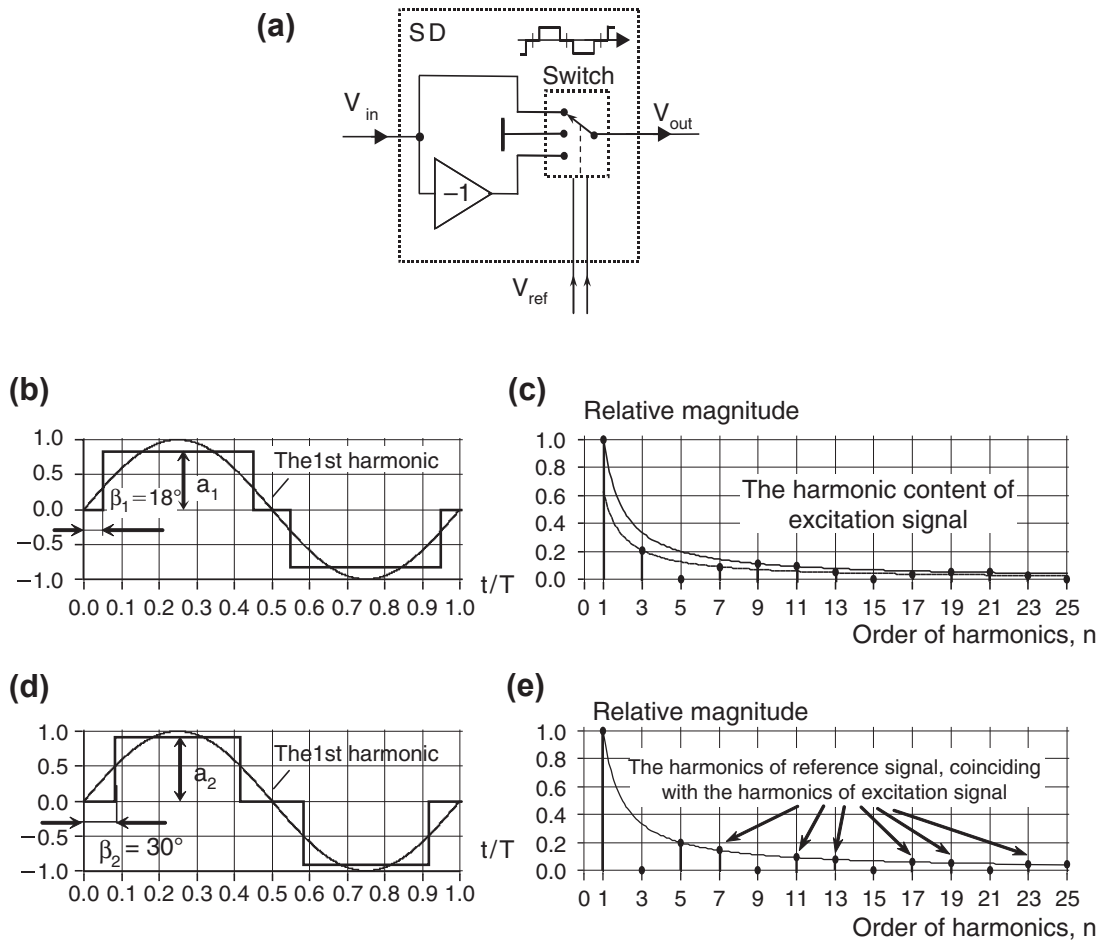 (a)
SD
Switch
V in
V out
−1
V ref
(b)
1.0
0.5
0.0
−0.5
−1.0
The1st harmonic
β1 = 18°
a1
0.0 0.1 0.2 0.3 0.4 0.5 0.6 0.7 0.8 0.9 1.0
t/T
(c)
Relative magnitude
1.0
0.8
0.6
0.4
0.2
0.0
The harmonic content of
excitation signal
0 1 3 5 7 9 11 13 15 17 19 21 23 25
Order of harmonics, n
(d)
1.0
0.5
0.0
−0.5
−1.0
The1st harmonic
a2
β2 = 30°
0.0 0.1 0.2 0.3 0.4 0.5 0.6 0.7 0.8 0.9 1.0
t/T
(e)
Relative magnitude
1.0
0.8
0.6
0.4
0.2
0.0
The harmonics of reference signal, coinciding
with the harmonics of excitation signal
0 1 3 5 7 9 11 13 15 17 19 21 23 25
Order of harmonics, n